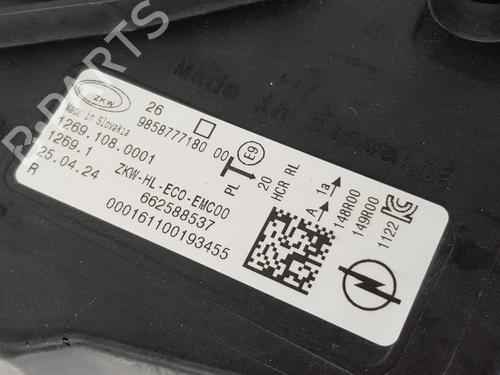 B-PARTS
Made in Slovakia
ZKW
Made in Slovakia
1269.108.0001
1269.1
25.04.24
R
26
9858777180 00
ZKW-HL-ECO-EMC00
662588537
000161100193455
PL
E9
20
HCR RL
A 1a
148R00
149R00
1122